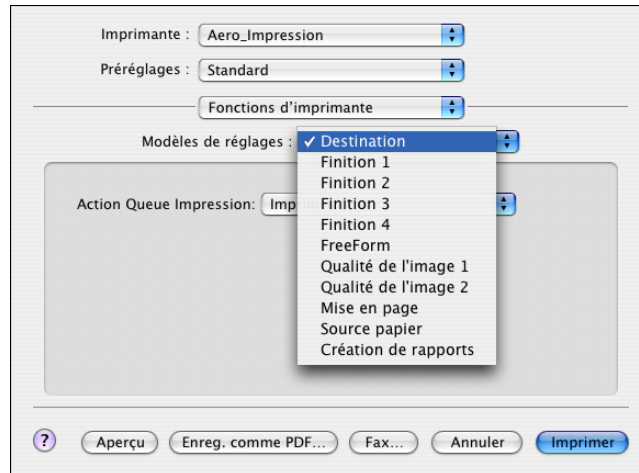 Imprimante : Aero_Impression
Préréglages : Standard
Fonctions d'imprimante
Modèles de réglages : ✓ Destination
Finition 1
Finition 2
Action Queue Impression: Imp
Finition 3
Finition 4
FreeForm
Qualité de l'image 1
Qualité de l'image 2
Mise en page
Source papier
Création de rapports
? Aperçu Enreg. comme PDF... Fax... Annuler Imprimer